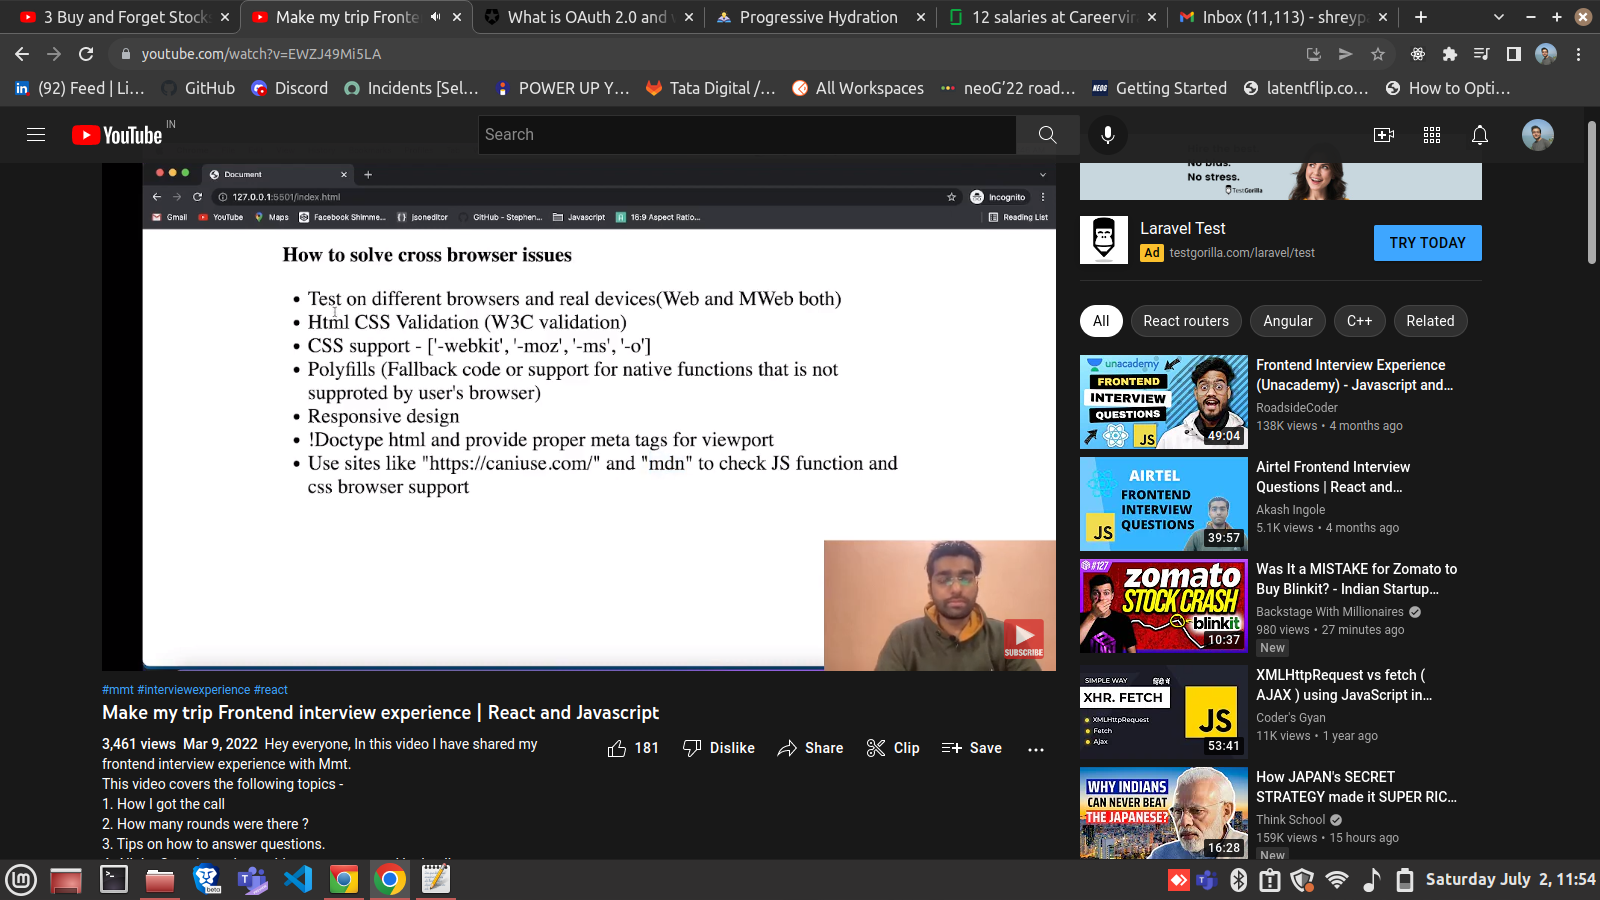 3 Buy and Forget Stock
Make my trip Fronte
What is OAuth 2.0 and
Progressive Hydration
12 salaries at Careervi
Inbox (11,113) - shreyp
youtube.com/watch?v=EWZJ49Mi5LA
(92) Feed | Li...
GitHub
Discord
Incidents [Sel...
POWER UP Y...
Tata Digital /...
All Workspaces
neoG'22 road...
Getting Started
latentflip.co...
How to Opti...
YouTube IN
Search
Document
127.0.0.1:5501/index.html
Incognito
Gmail
YouTube
Maps
Facebook Shimme...
jsoneditor
GitHub - Stephen...
Javascript
16:9 Aspect Ratio...
Reading List
How to solve cross browser issues
• Test on different browsers and real devices(Web and MWeb both)
• Html CSS Validation (W3C validation)
• CSS support - ['-webkit', '-moz', '-ms', '-o']
• Polyfills (Fallback code or support for native functions that is not
supproted by user's browser)
• Responsive design
• !Doctype html and provide proper meta tags for viewport
• Use sites like "https://caniuse.com/" and "mdn" to check JS function and
css browser support
SUBSCRIBE
#mmt #interviewexperience #react
Make my trip Frontend interview experience | React and Javascript
3,461 views Mar 9, 2022 Hey everyone, In this video I have shared my
frontend interview experience with Mmt.
This video covers the following topics -
1. How I got the call
2. How many rounds were there ?
3. Tips on how to answer questions.
181
Dislike
Share
Clip
Save
No bids.
No stress.
TestGorilla
Laravel Test
Ad testgorilla.com/laravel/test
TRY TODAY
All
React routers
Angular
C++
Related
unacademy
FRONTEND
INTERVIEW
QUESTIONS
JS
49:04
Frontend Interview Experience
(Unacademy) - Javascript and...
RoadsideCoder
138K views • 4 months ago
AIRTEL
FRONTEND
INTERVIEW
QUESTIONS
JS
39:57
Airtel Frontend Interview
Questions | React and...
Akash Ingole
5.1K views • 4 months ago
#127
zomato
STOCK CRASH
blinkit
10:37
Was It a MISTAKE for Zomato to
Buy Blinkit? - Indian Startup...
Backstage With Millionaires
980 views • 27 minutes ago
New
SIMPLE WAY
हिंदी में
XHR. FETCH
XMLHttpRequest
Fetch
Ajax
JS
53:41
XMLHttpRequest vs fetch (
AJAX ) using JavaScript in...
Coder's Gyan
11K views • 1 year ago
WHY INDIANS
CAN NEVER BEAT
THE JAPANESE?
16:28
How JAPAN's SECRET
STRATEGY made it SUPER RIC...
Think School
159K views • 15 hours ago
New
beta
Saturday July 2, 11:54